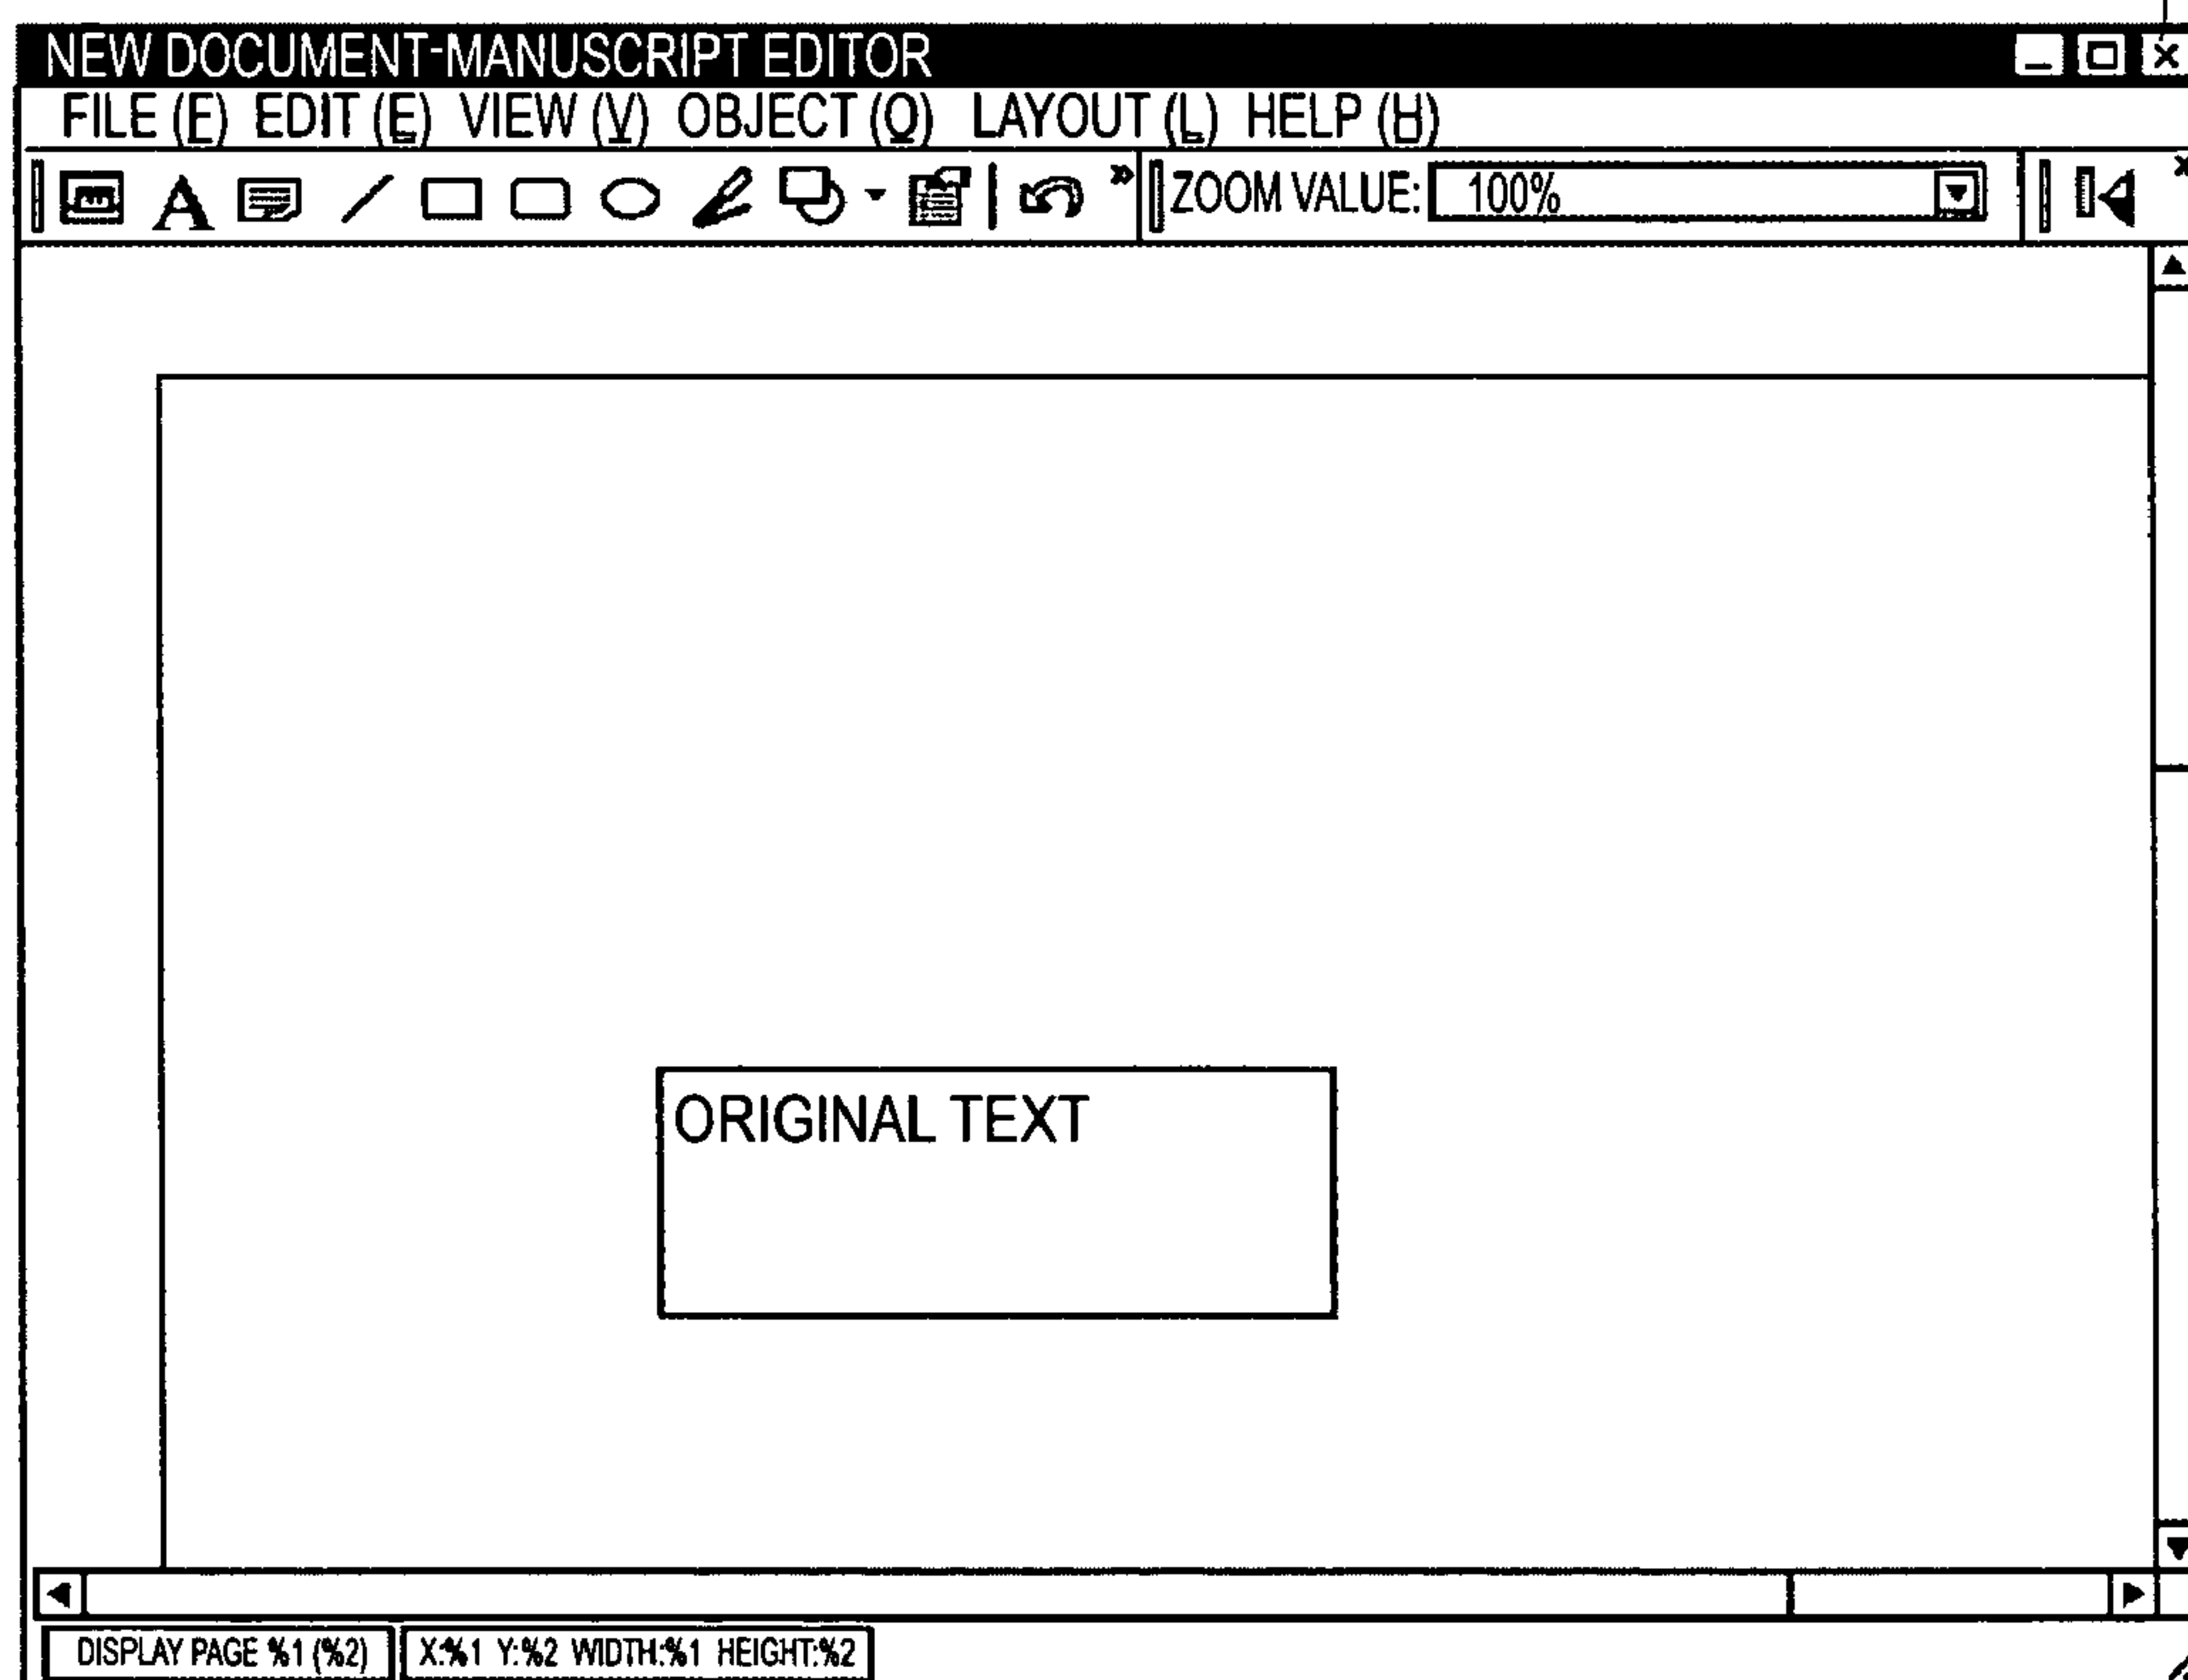 NEW DOCUMENT-MANUSCRIPT EDITOR
FILE (F) EDIT (E) VIEW (V) OBJECT (O) LAYOUT (L) HELP (H)
A » ZOOM VALUE: 100%
ORIGINAL TEXT
DISPLAY PAGE %1 (%2) X:%1 Y:%2 WIDTH:%1 HEIGHT:%2